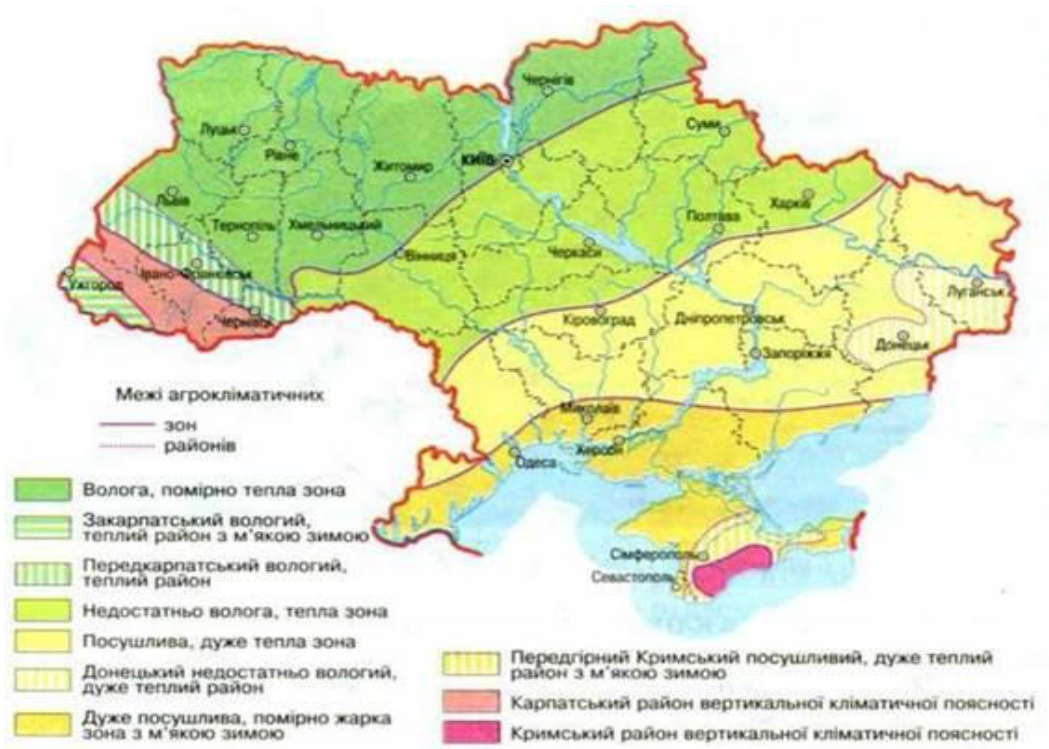 Чернігів
Луцьк
Рівне
Суми
Житомир
КИЇВ
Львів
Тернопіль
Хмельницький
Полтава
Харків
Вінниця
Черкаси
Івано-Франковськ
Ужгород
Чернівці
Кіровоград
Дніпропетровськ
Луганськ
Донецьк
Запоріжжя
Миколаїв
Херсон
Одеса
Сімферополь
Севастополь
Межі агрокліматичних
зон
районів
Волога, помірно тепла зона
Закарпатський вологий,
теплий район з м'якою зимою
Передкарпатський вологий,
теплий район
Недостатньо волога, тепла зона
Посушлива, дуже тепла зона
Донецький недостатньо вологий,
дуже теплий район
Дуже посушлива, помірно жарка
зона з м'якою зимою
Передгірний Кримський посушливий, дуже теплий
район з м'якою зимою
Карпатський район вертикальної кліматичної поясності
Кримський район вертикальної кліматичної поясності